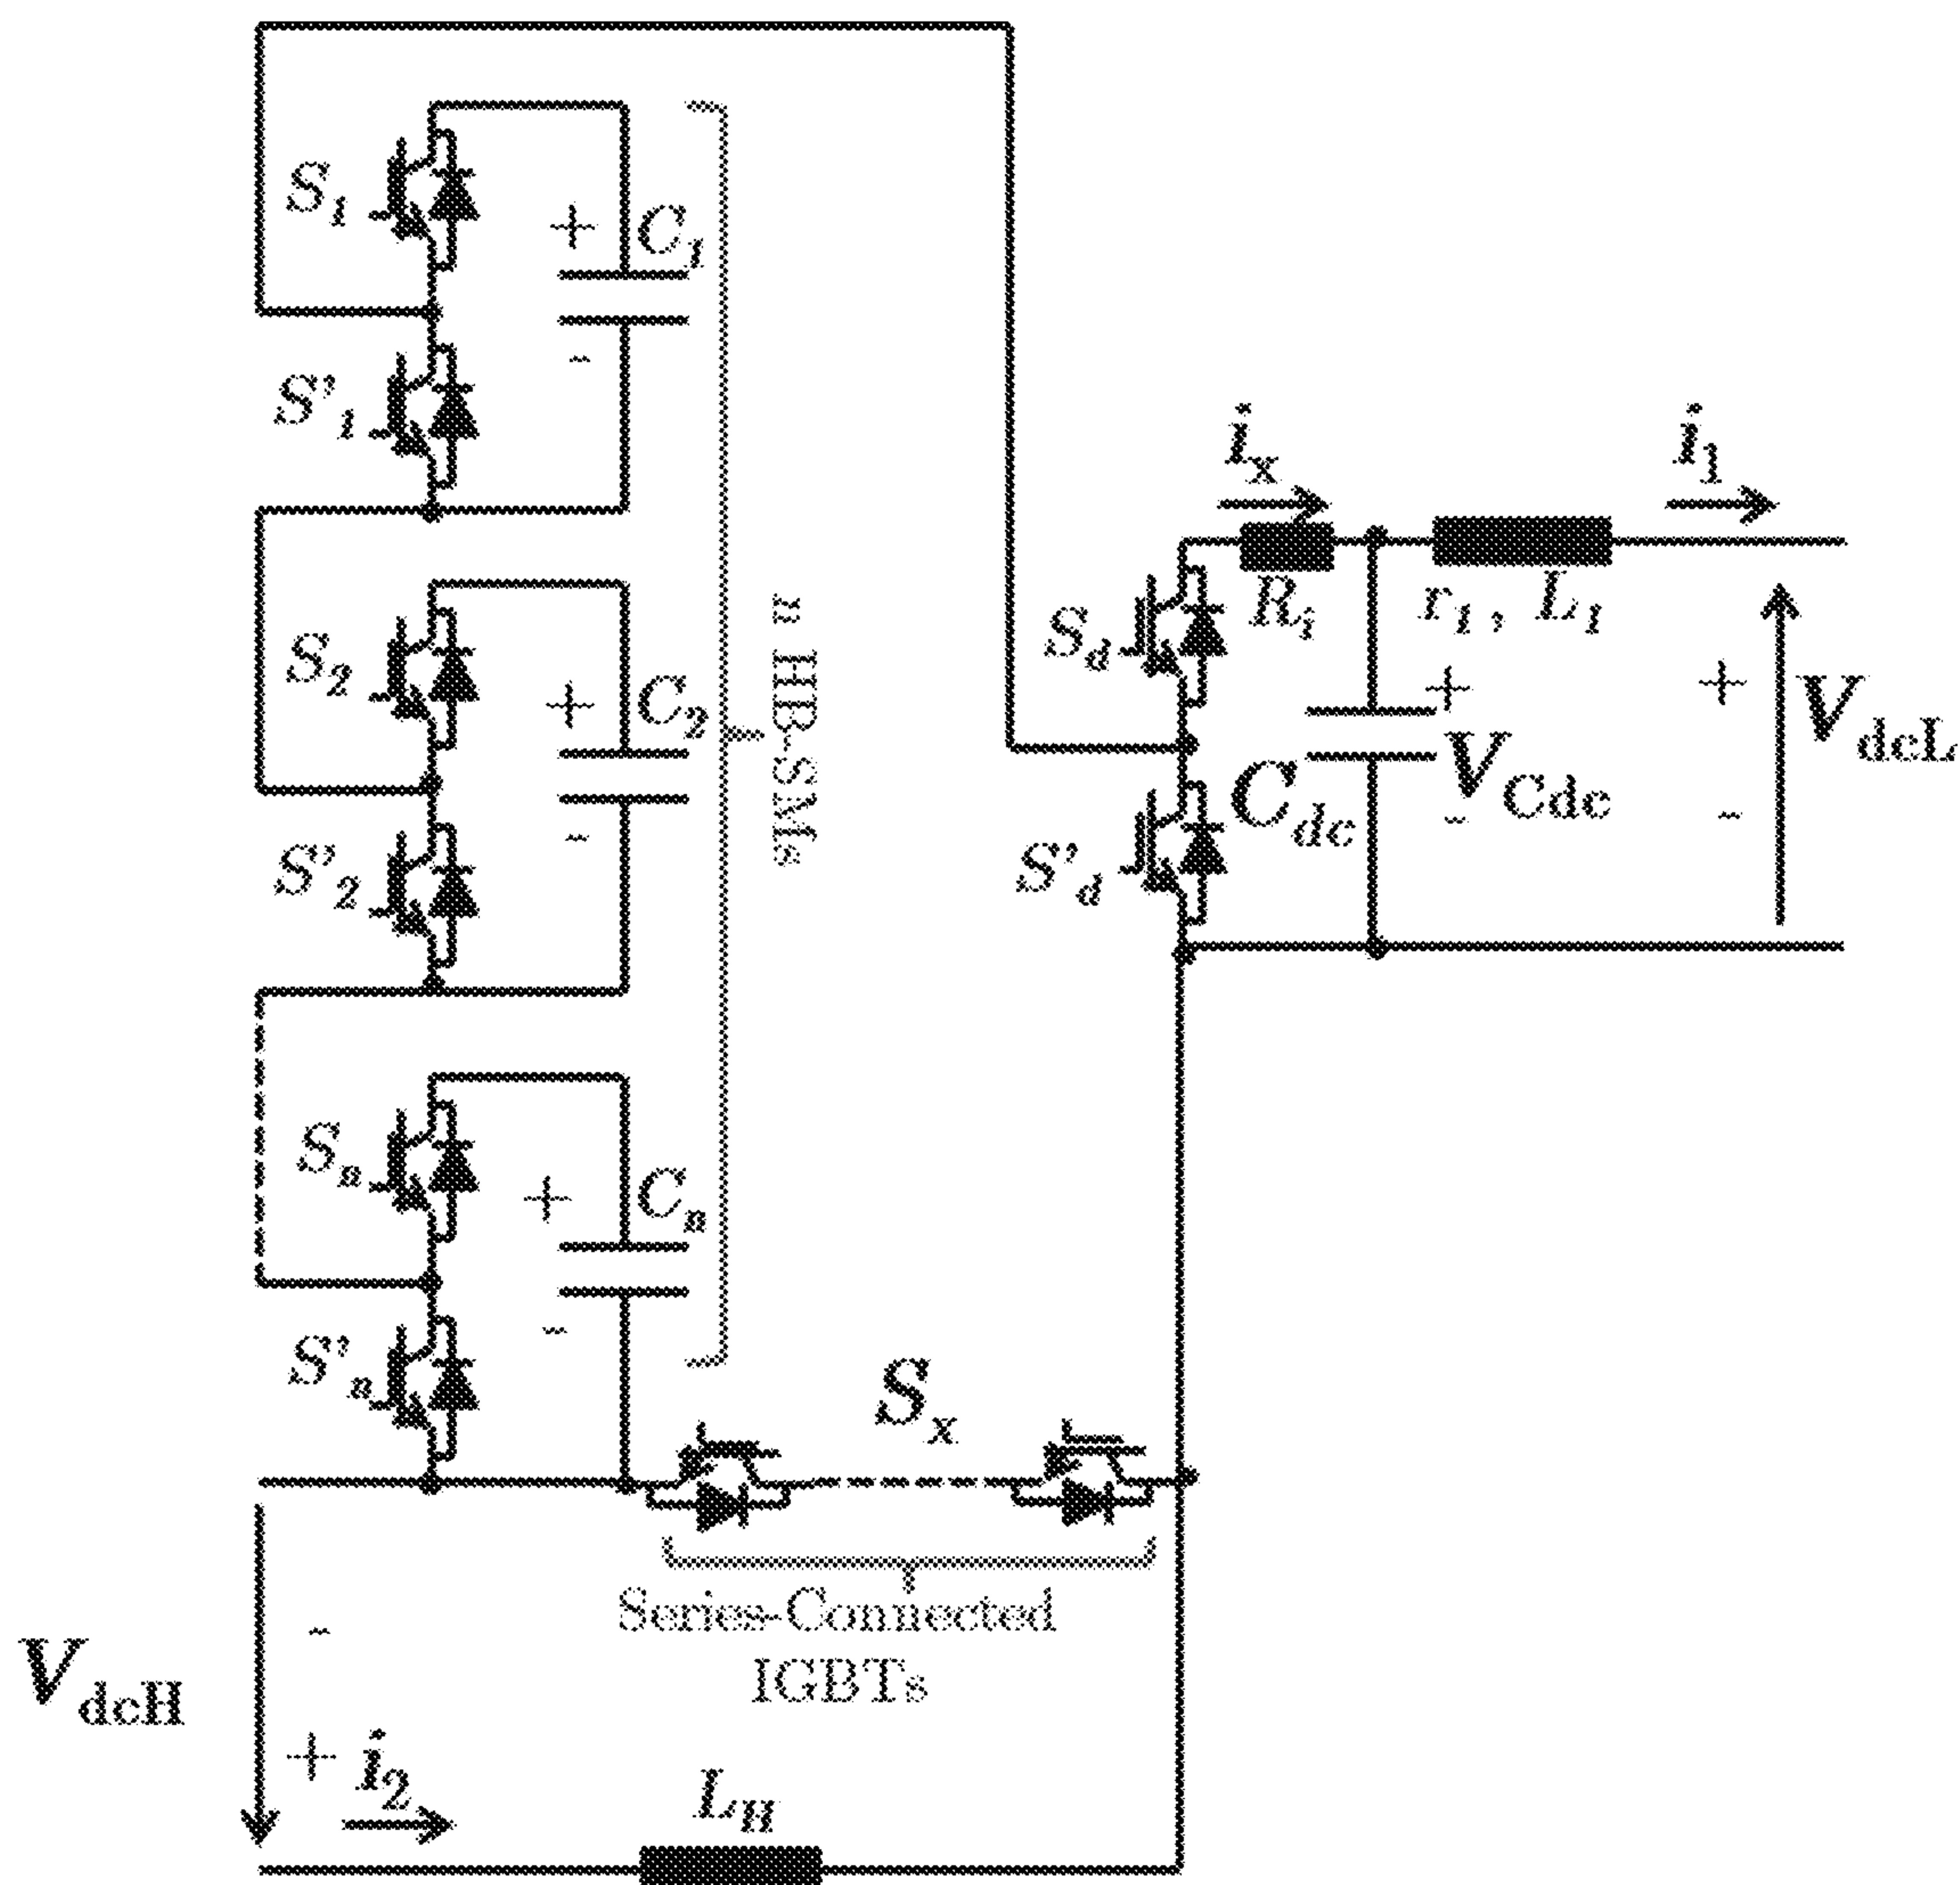 S1
+
C1
S'1
-
ix
i1
S2
+
C2
n HB-SMs
Sd
Ri
r1, L1
+
+
VdcL
Cdc
VCdc
S'2
-
S'd
-
-
Sn
+
Cn
S'n
-
Sx
Series-Connected
IGBTs
-
VdcH
+
i2
LH